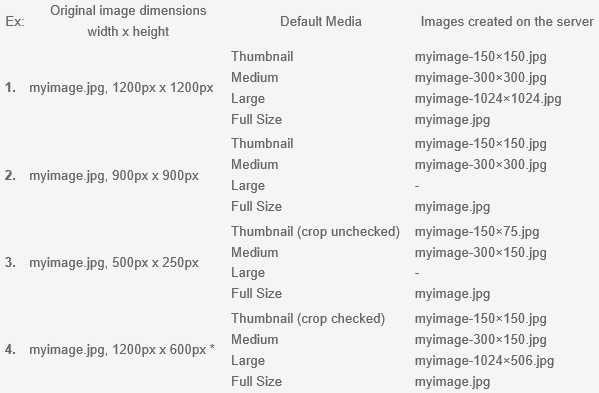 Ex: Original image dimensions width x height Default Media Images created on the server
Thumbnail myimage-150×150.jpg
Medium myimage-300×300.jpg
1. myimage.jpg, 1200px x 1200px
Large myimage-1024×1024.jpg
Full Size myimage.jpg
Thumbnail myimage-150×150.jpg
Medium myimage-300×300.jpg
2. myimage.jpg, 900px x 900px
Large -
Full Size myimage.jpg
Thumbnail (crop unchecked) myimage-150×75.jpg
Medium myimage-300×150.jpg
3. myimage.jpg, 500px x 250px
Large -
Full Size myimage.jpg
Thumbnail (crop checked) myimage-150×150.jpg
Medium myimage-300×150.jpg
4. myimage.jpg, 1200px x 600px *
Large myimage-1024×506.jpg
Full Size myimage.jpg